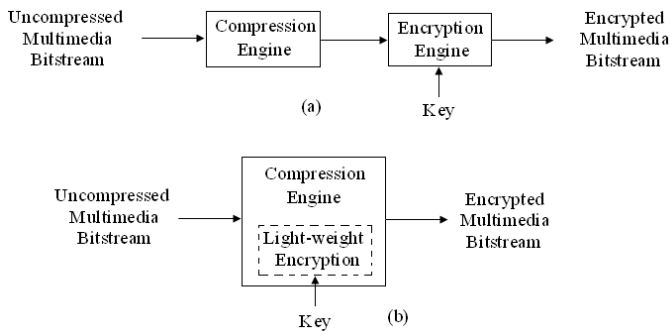 Uncompressed
Multimedia
Bitstream
Compression
Engine
Encryption
Engine
Encrypted
Multimedia
Bitstream
Key
(a)
Uncompressed
Multimedia
Bitstream
Compression
Engine
Light-weight
Encryption
Encrypted
Multimedia
Bitstream
Key
(b)